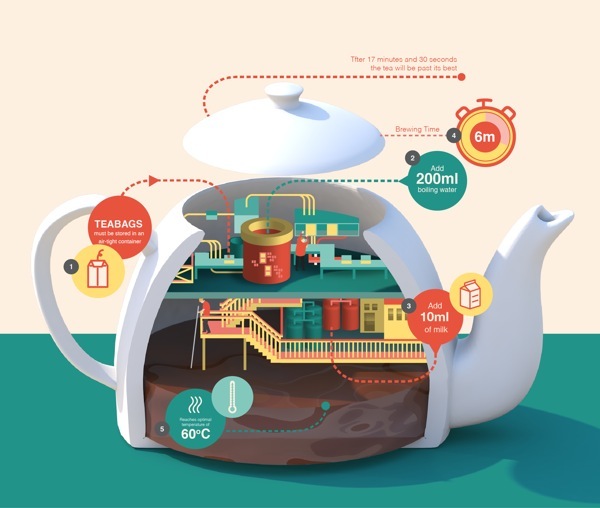 Tfter 17 minutes and 30 seconds
the tea will be past its best
Brewing Time
4
6m
2
Add
200ml
boiling water
TEABAGS
must be stored in an
air-tight container
1
3
Add
10ml
of milk
Reaches optimal
temperature of
60°C
5